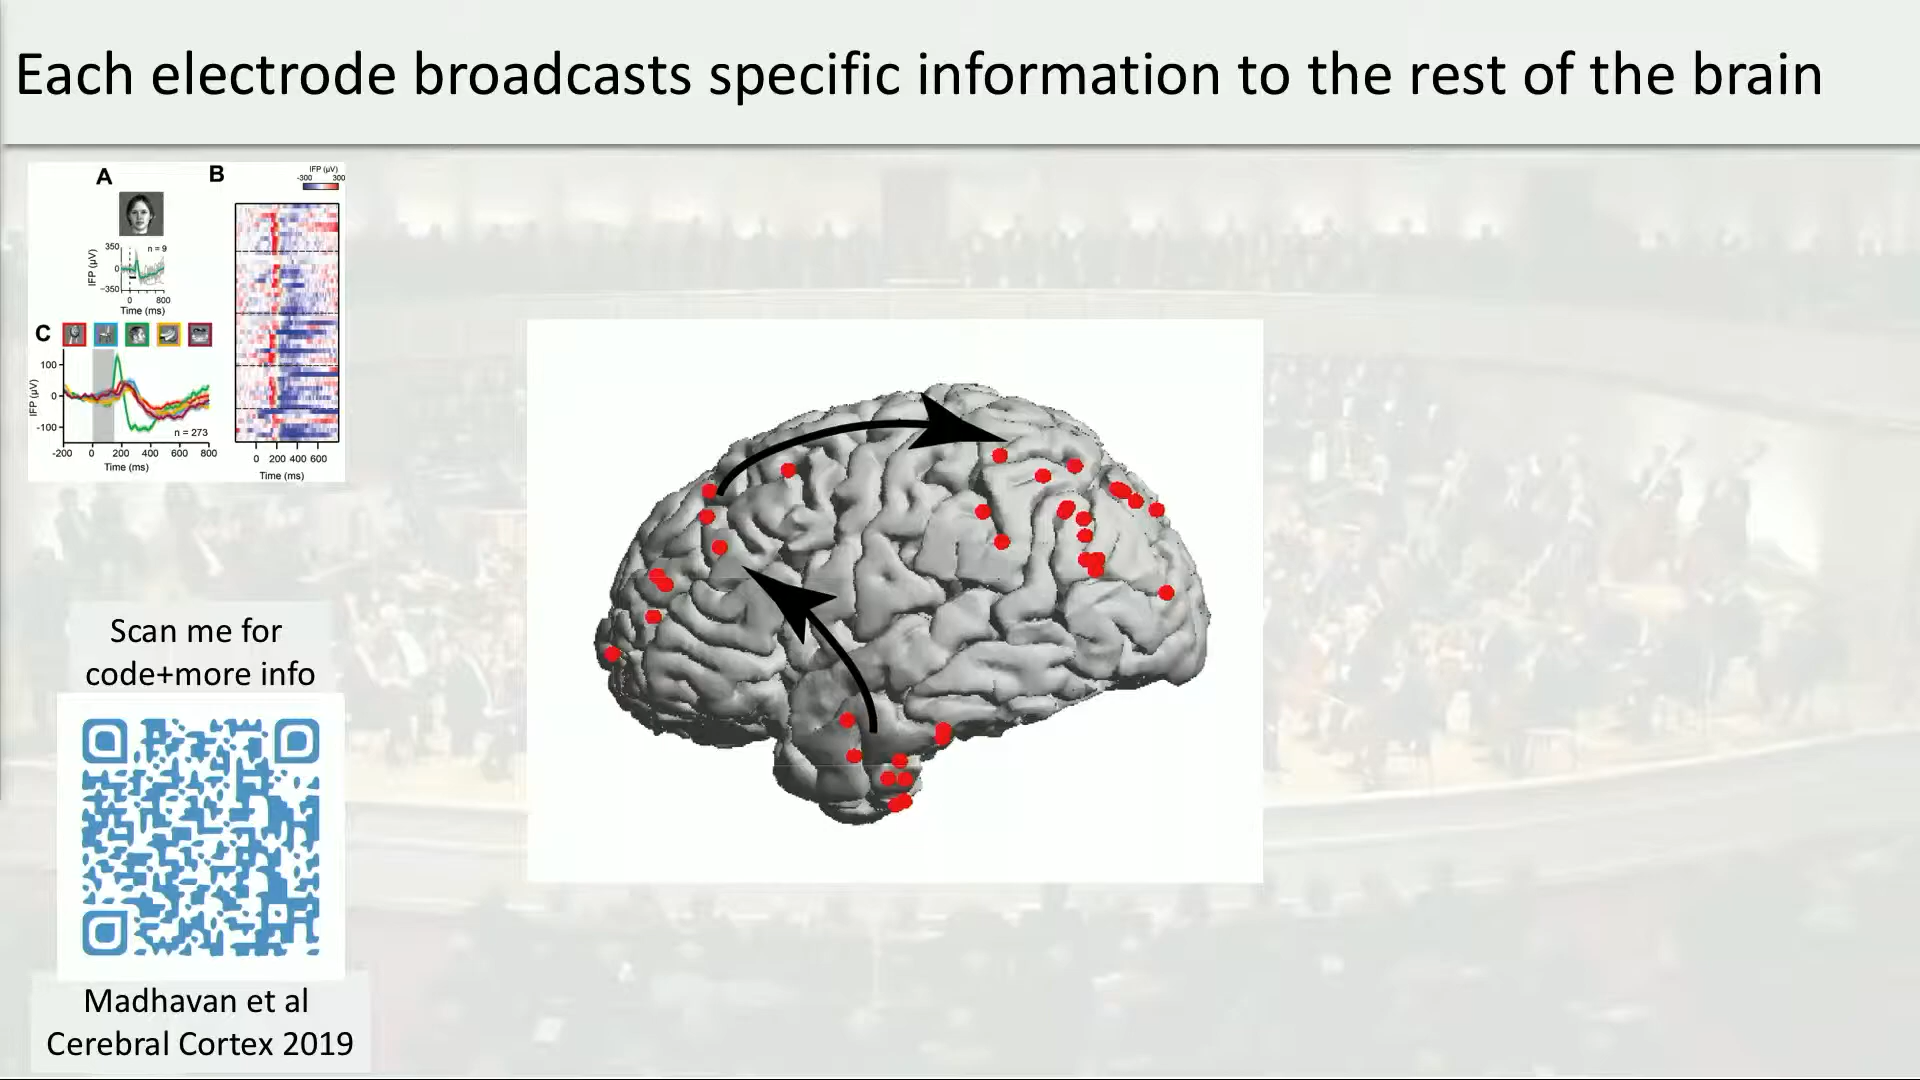 Each electrode broadcasts specific information to the rest of the brain
A
B
IFP (µV)
-300 300
350
n = 9
IFP (µV)
0
−350
0 800
Time (ms)
C
100
0
-100
IFP (µV)
n = 273
-200 0 200 400 600 800
Time (ms)
0 200 400 600
Time (ms)
Scan me for
code+more info
Madhavan et al
Cerebral Cortex 2019